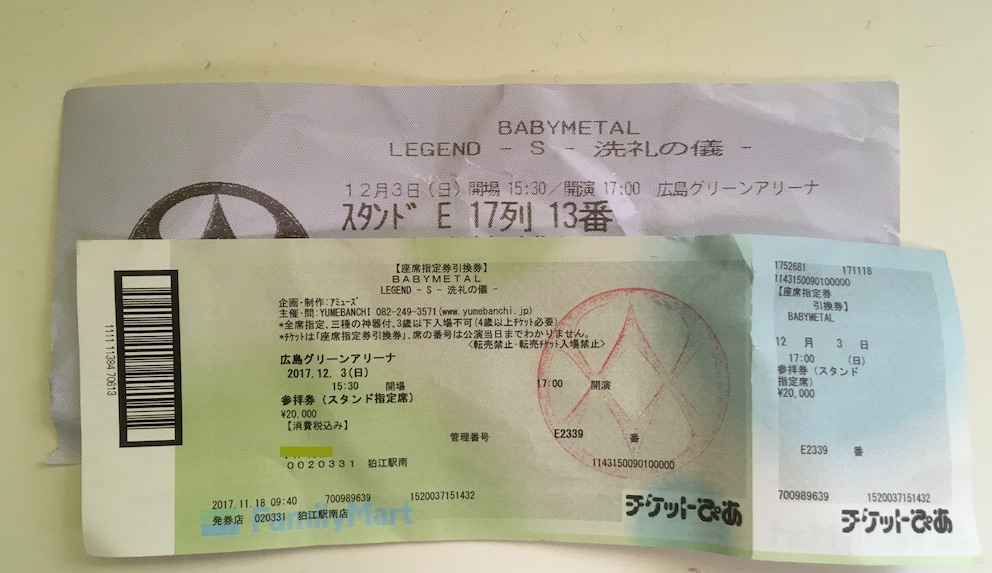 BABYMETAL
LEGEND - S - 洗礼の儀 -
12月3日(日) 開場 15:30/開演 17:00 広島グリーンアリーナ
スタンド E 17列 13番
【座席指定券引換券】
BABYMETAL
LEGEND - S - 洗礼の儀 -
企画・制作:アミューズ
主催・問:YUMEBANCHI 082-249-3571(www.yumebanchi.jp)
*全席指定、三種の神器付、3歳以下入場不可(4歳以上チケット必要)
*チケットは「座席指定券引換券」、席の番号は公演当日までわかりません。
<転売禁止・転売チケット入場禁止>
広島グリーンアリーナ
2017.12. 3(日)
15:30 開場 17:00 開演
参拝券(スタンド指定席)
¥20,000
【消費税込み】
管理番号 E2339 番
0020331 狛江駅南
1143150090100000
2017.11.18 09:40 700989639 1520037151432
発券店 020331 狛江駅南店
FamilyMart
チケットぴあ
1111 11384 70613
1752681 171118
1143150090100000
【座席指定券
引換券】
BABYMETAL
12 月 3 日
17:00 (日)
参拝券(スタンド
指定席)
¥20,000
E2339 番
700989639 1520037151432
チケットぴあ